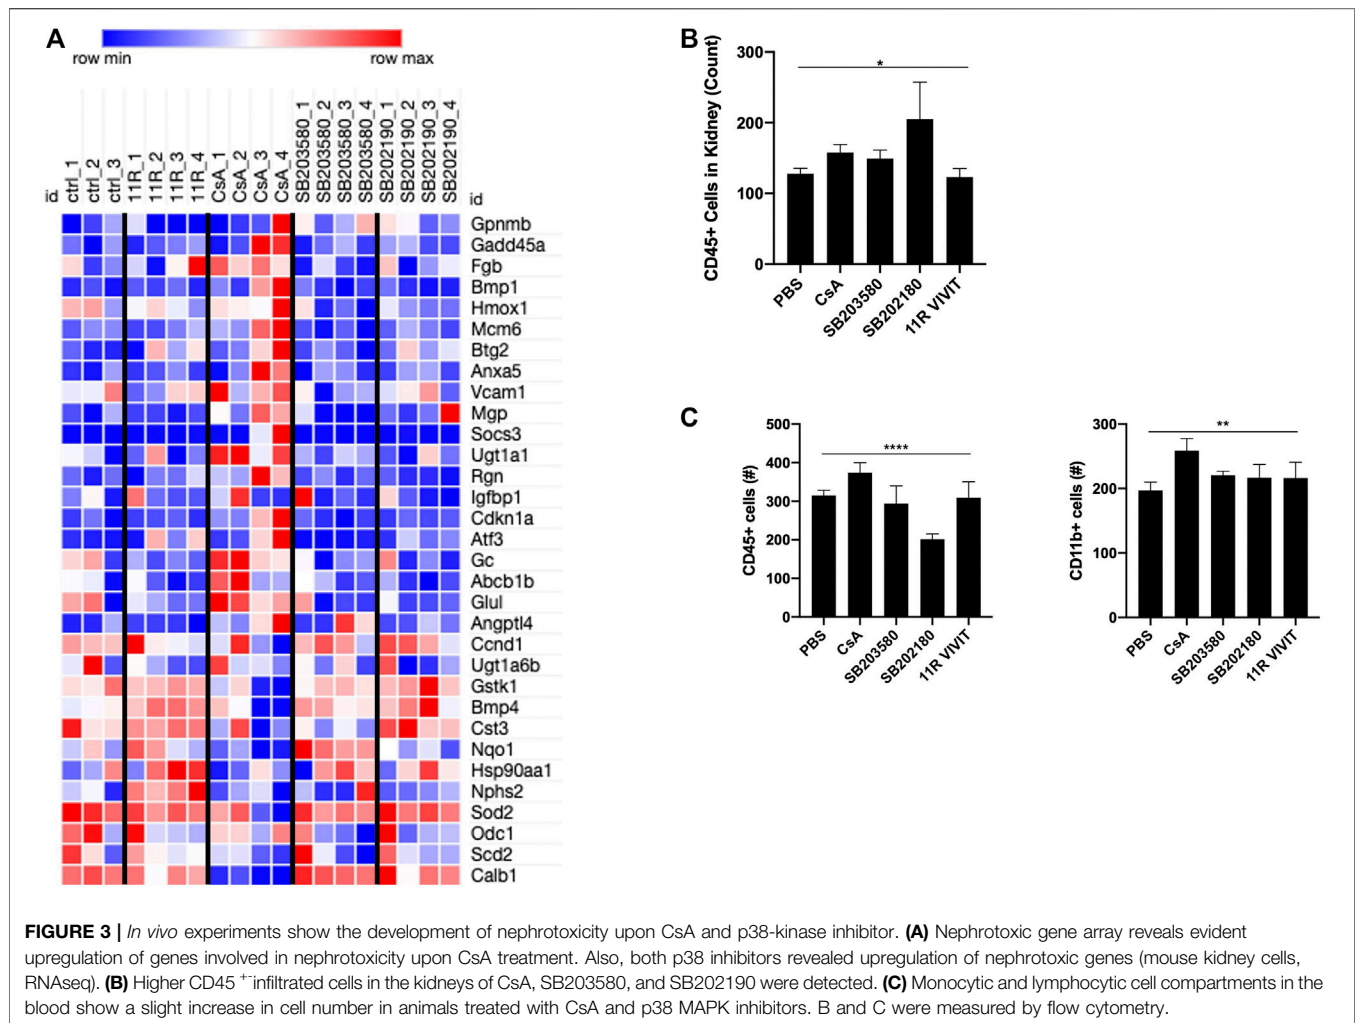 A
row min
row max
id
ctrl_1
ctrl_2
ctrl_3
11R_1
11R_2
11R_3
11R_4
CsA_1
CsA_2
CsA_3
CsA_4
SB203580_1
SB203580_2
SB203580_3
SB203580_4
SB202190_1
SB202190_2
SB202190_3
SB202190_4
id
Gpnmb
Gadd45a
Fgb
Bmp1
Hmox1
Mcm6
Btg2
Anxa5
Vcam1
Mgp
Socs3
Ugt1a1
Rgn
Igfbp1
Cdkn1a
Atf3
Gc
Abcb1b
Glul
Angptl4
Ccnd1
Ugt1a6b
Gstk1
Bmp4
Cst3
Nqo1
Hsp90aa1
Nphs2
Sod2
Odc1
Scd2
Calb1
B
CD45+ Cells in Kidney (Count)
300
200
100
0
*
PBS
CsA
SB203580
SB202180
11R VIVIT
C
CD45+ cells (#)
500
400
300
200
100
0
****
PBS
CsA
SB203580
SB202180
11R VIVIT
CD11b+ cells (#)
300
200
100
0
**
PBS
CsA
SB203580
SB202180
11R VIVIT
FIGURE 3 | In vivo experiments show the development of nephrotoxicity upon CsA and p38-kinase inhibitor. (A) Nephrotoxic gene array reveals evident
upregulation of genes involved in nephrotoxicity upon CsA treatment. Also, both p38 inhibitors revealed upregulation of nephrotoxic genes (mouse kidney cells,
RNAseq). (B) Higher CD45 +-infiltrated cells in the kidneys of CsA, SB203580, and SB202190 were detected. (C) Monocytic and lymphocytic cell compartments in the
blood show a slight increase in cell number in animals treated with CsA and p38 MAPK inhibitors. B and C were measured by flow cytometry.